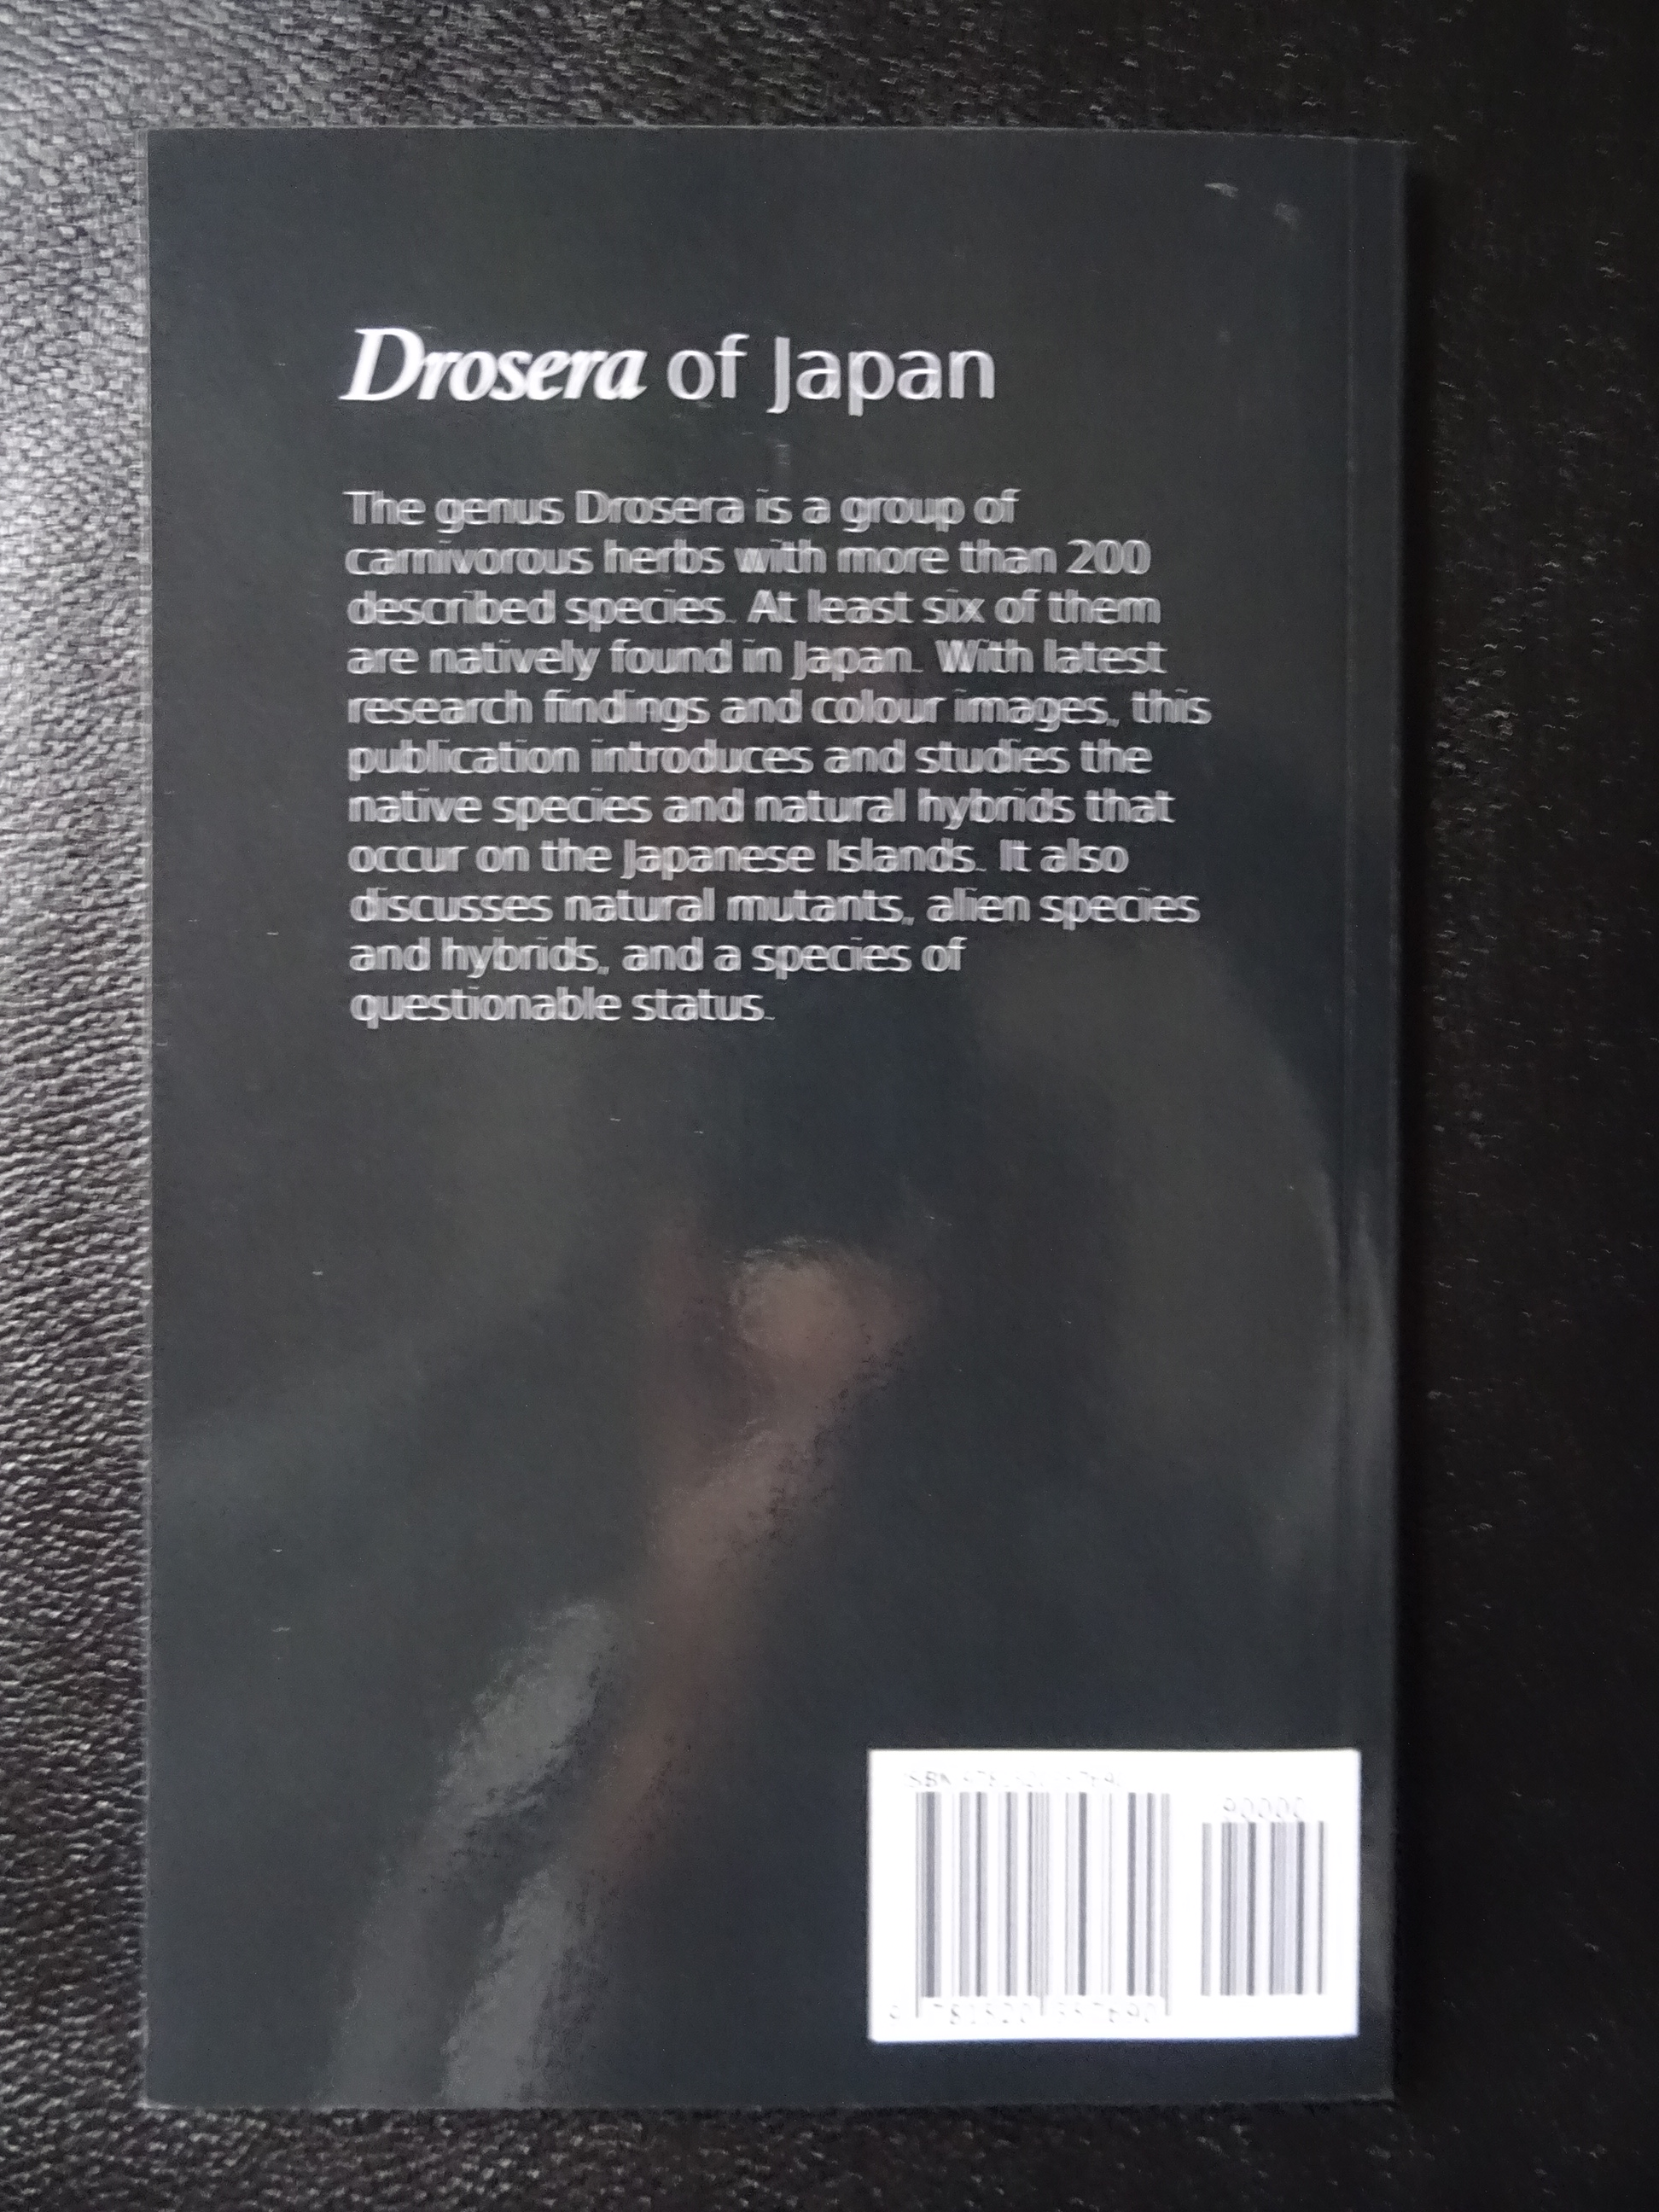 Drosera of Japan
The genus Drosera is a group of
carnivorous herbs with more than 200
described species. At least six of them
are natively found in Japan. With latest
research findings and colour images, this
publication introduces and studies the
native species and natural hybrids that
occur on the Japanese Islands. It also
discusses natural mutants, alien species
and hybrids, and a species of
questionable status.
90000